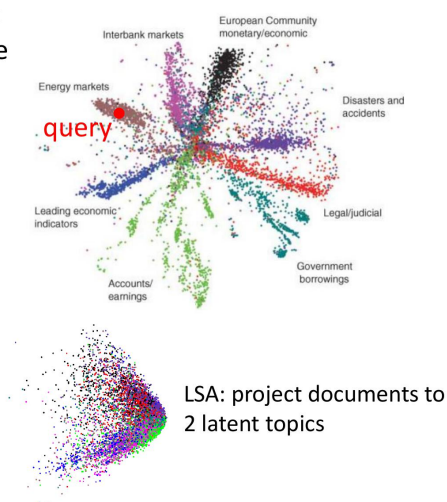 European Community
monetary/economic
Interbank markets
e
Energy markets
Disasters and
accidents
query
Leading economic
indicators
Legal/judicial
Government
borrowings
Accounts/
earnings
LSA: project documents to
2 latent topics